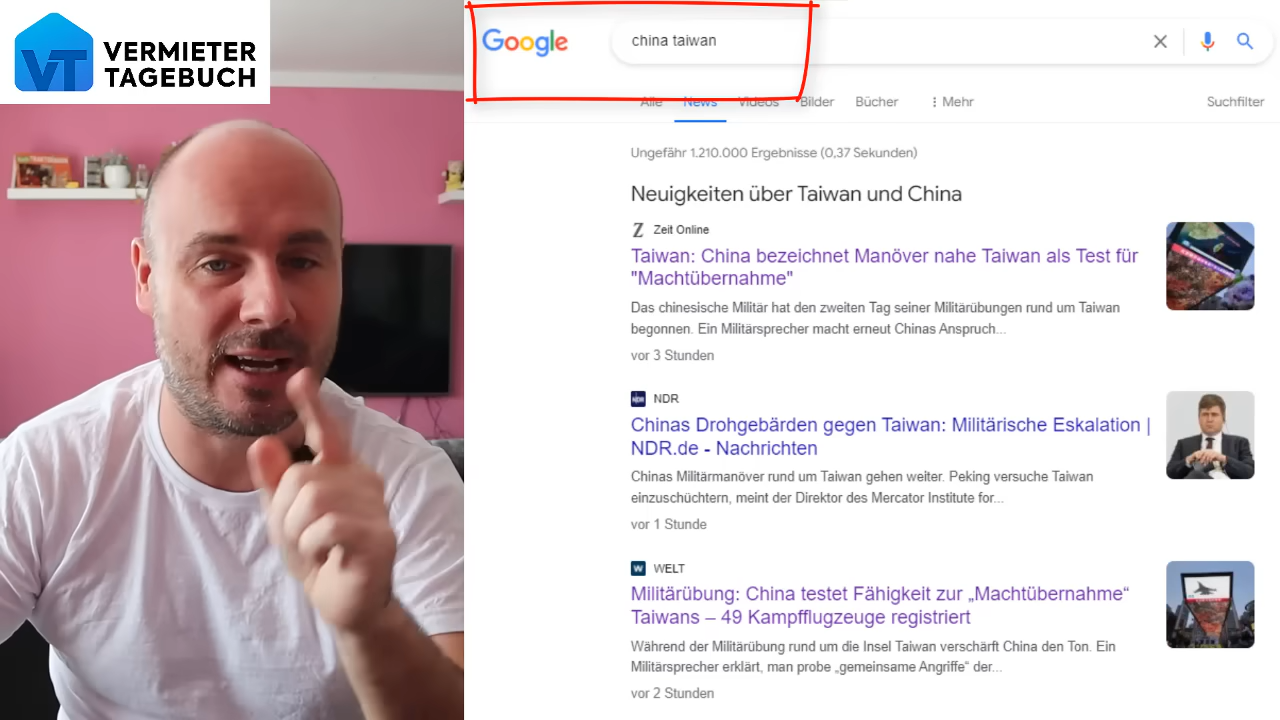 VERMIETER
TAGEBUCH
VT
Google
china taiwan
Alle News Videos Bilder Bücher Mehr Suchfilter
Ungefähr 1.210.000 Ergebnisse (0,37 Sekunden)
Neuigkeiten über Taiwan und China
Z Zeit Online
Taiwan: China bezeichnet Manöver nahe Taiwan als Test für
"Machtübernahme"
Das chinesische Militär hat den zweiten Tag seiner Militärübungen rund um Taiwan
begonnen. Ein Militärsprecher macht erneut Chinas Anspruch...
vor 3 Stunden
NDR
Chinas Drohgebärden gegen Taiwan: Militärische Eskalation |
NDR.de - Nachrichten
Chinas Militärmanöver rund um Taiwan gehen weiter. Peking versuche Taiwan
einzuschüchtern, meint der Direktor des Mercator Institute for...
vor 1 Stunde
W WELT
Militärübung: China testet Fähigkeit zur „Machtübernahme“
Taiwans – 49 Kampfflugzeuge registriert
Während der Militärübung rund um die Insel Taiwan verschärft China den Ton. Ein
Militärsprecher erklärt, man probe „gemeinsame Angriffe“ der...
vor 2 Stunden